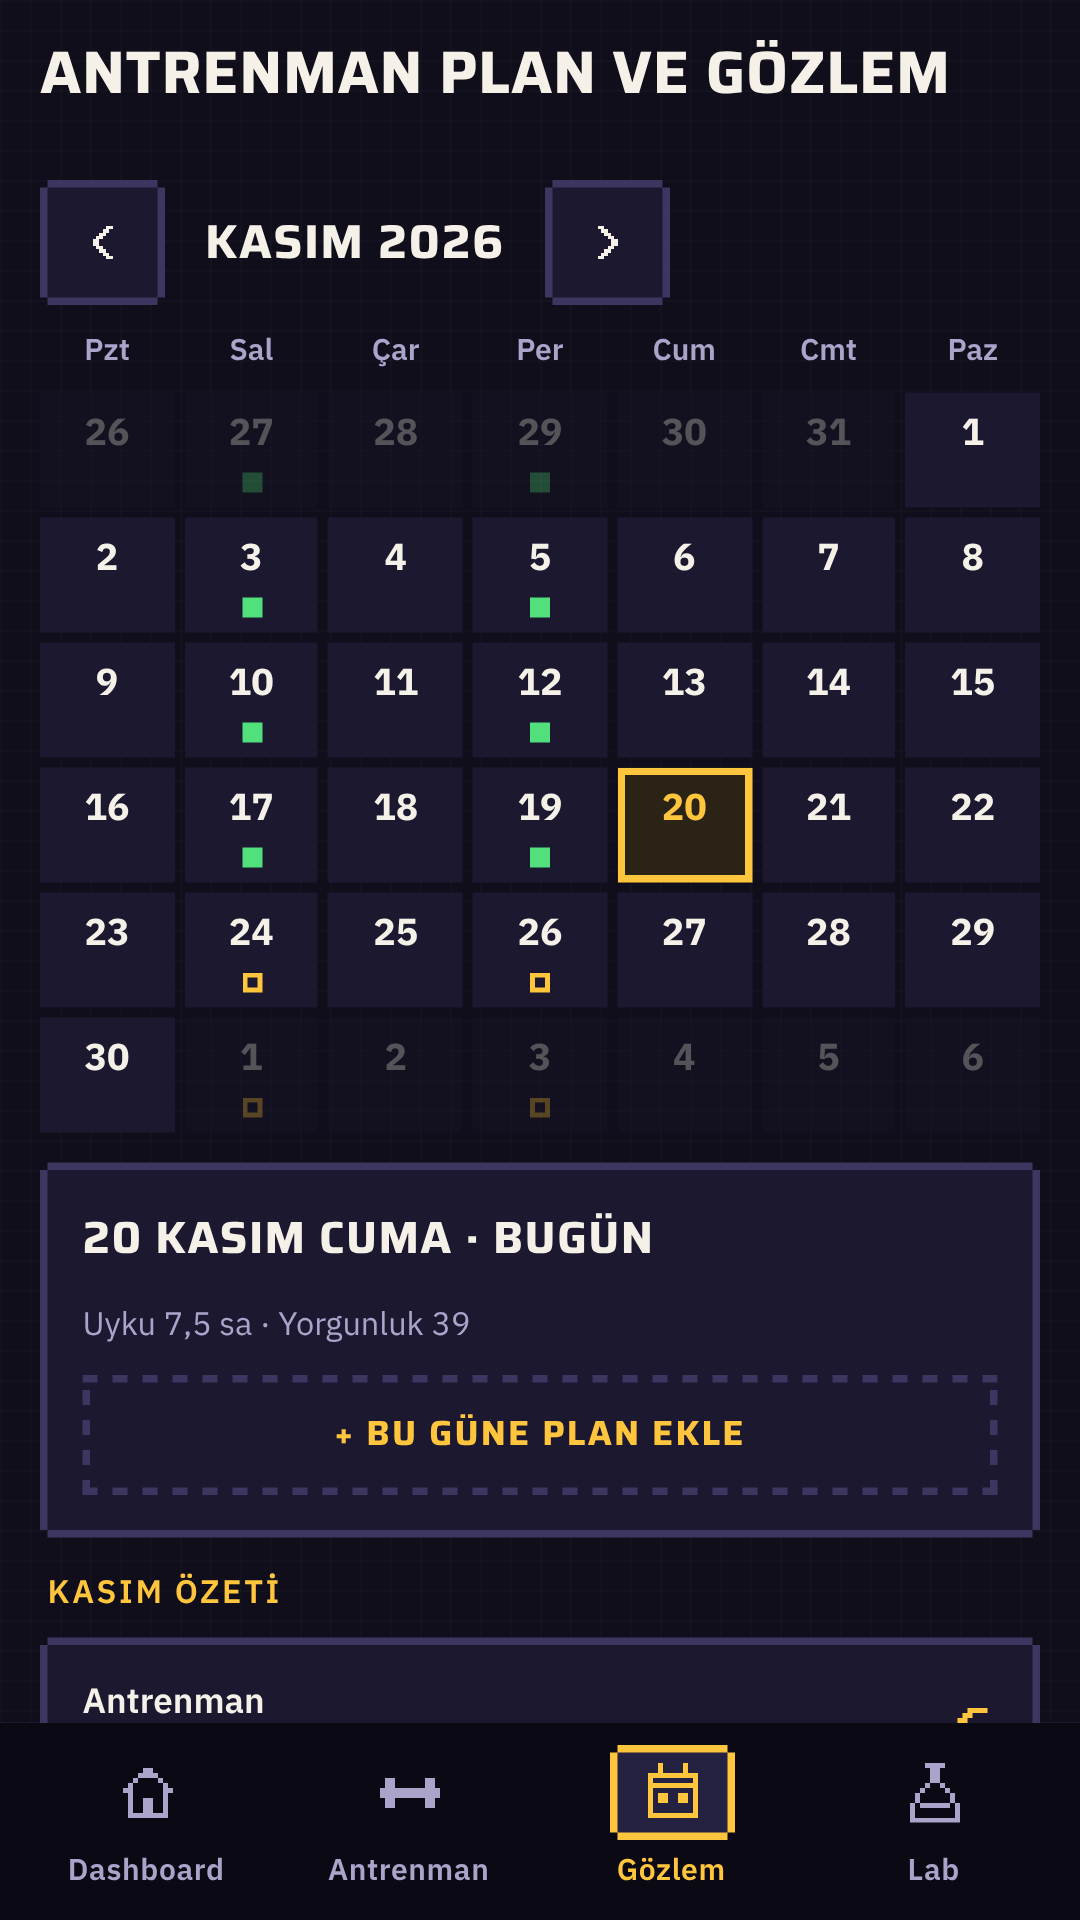 ANTRENMAN PLAN VE GÖZLEM
KASIM 2026
Pzt Sal Çar Per Cum Cmt Paz
26 27 28 29 30 31 1
2 3 4 5 6 7 8
9 10 11 12 13 14 15
16 17 18 19 20 21 22
23 24 25 26 27 28 29
30 1 2 3 4 5 6
20 KASIM CUMA · BUGÜN
Uyku 7,5 sa · Yorgunluk 39
+ BU GÜNE PLAN EKLE
KASIM ÖZETİ
Antrenman
Dashboard Antrenman Gözlem Lab